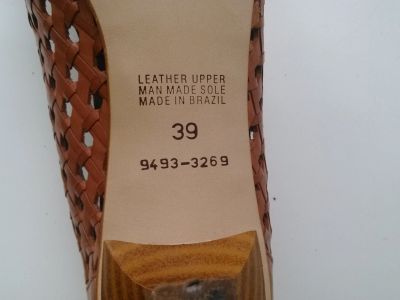 LEATHER UPPER
MAN MADE SOLE
MADE IN BRAZIL
39
9493-3269